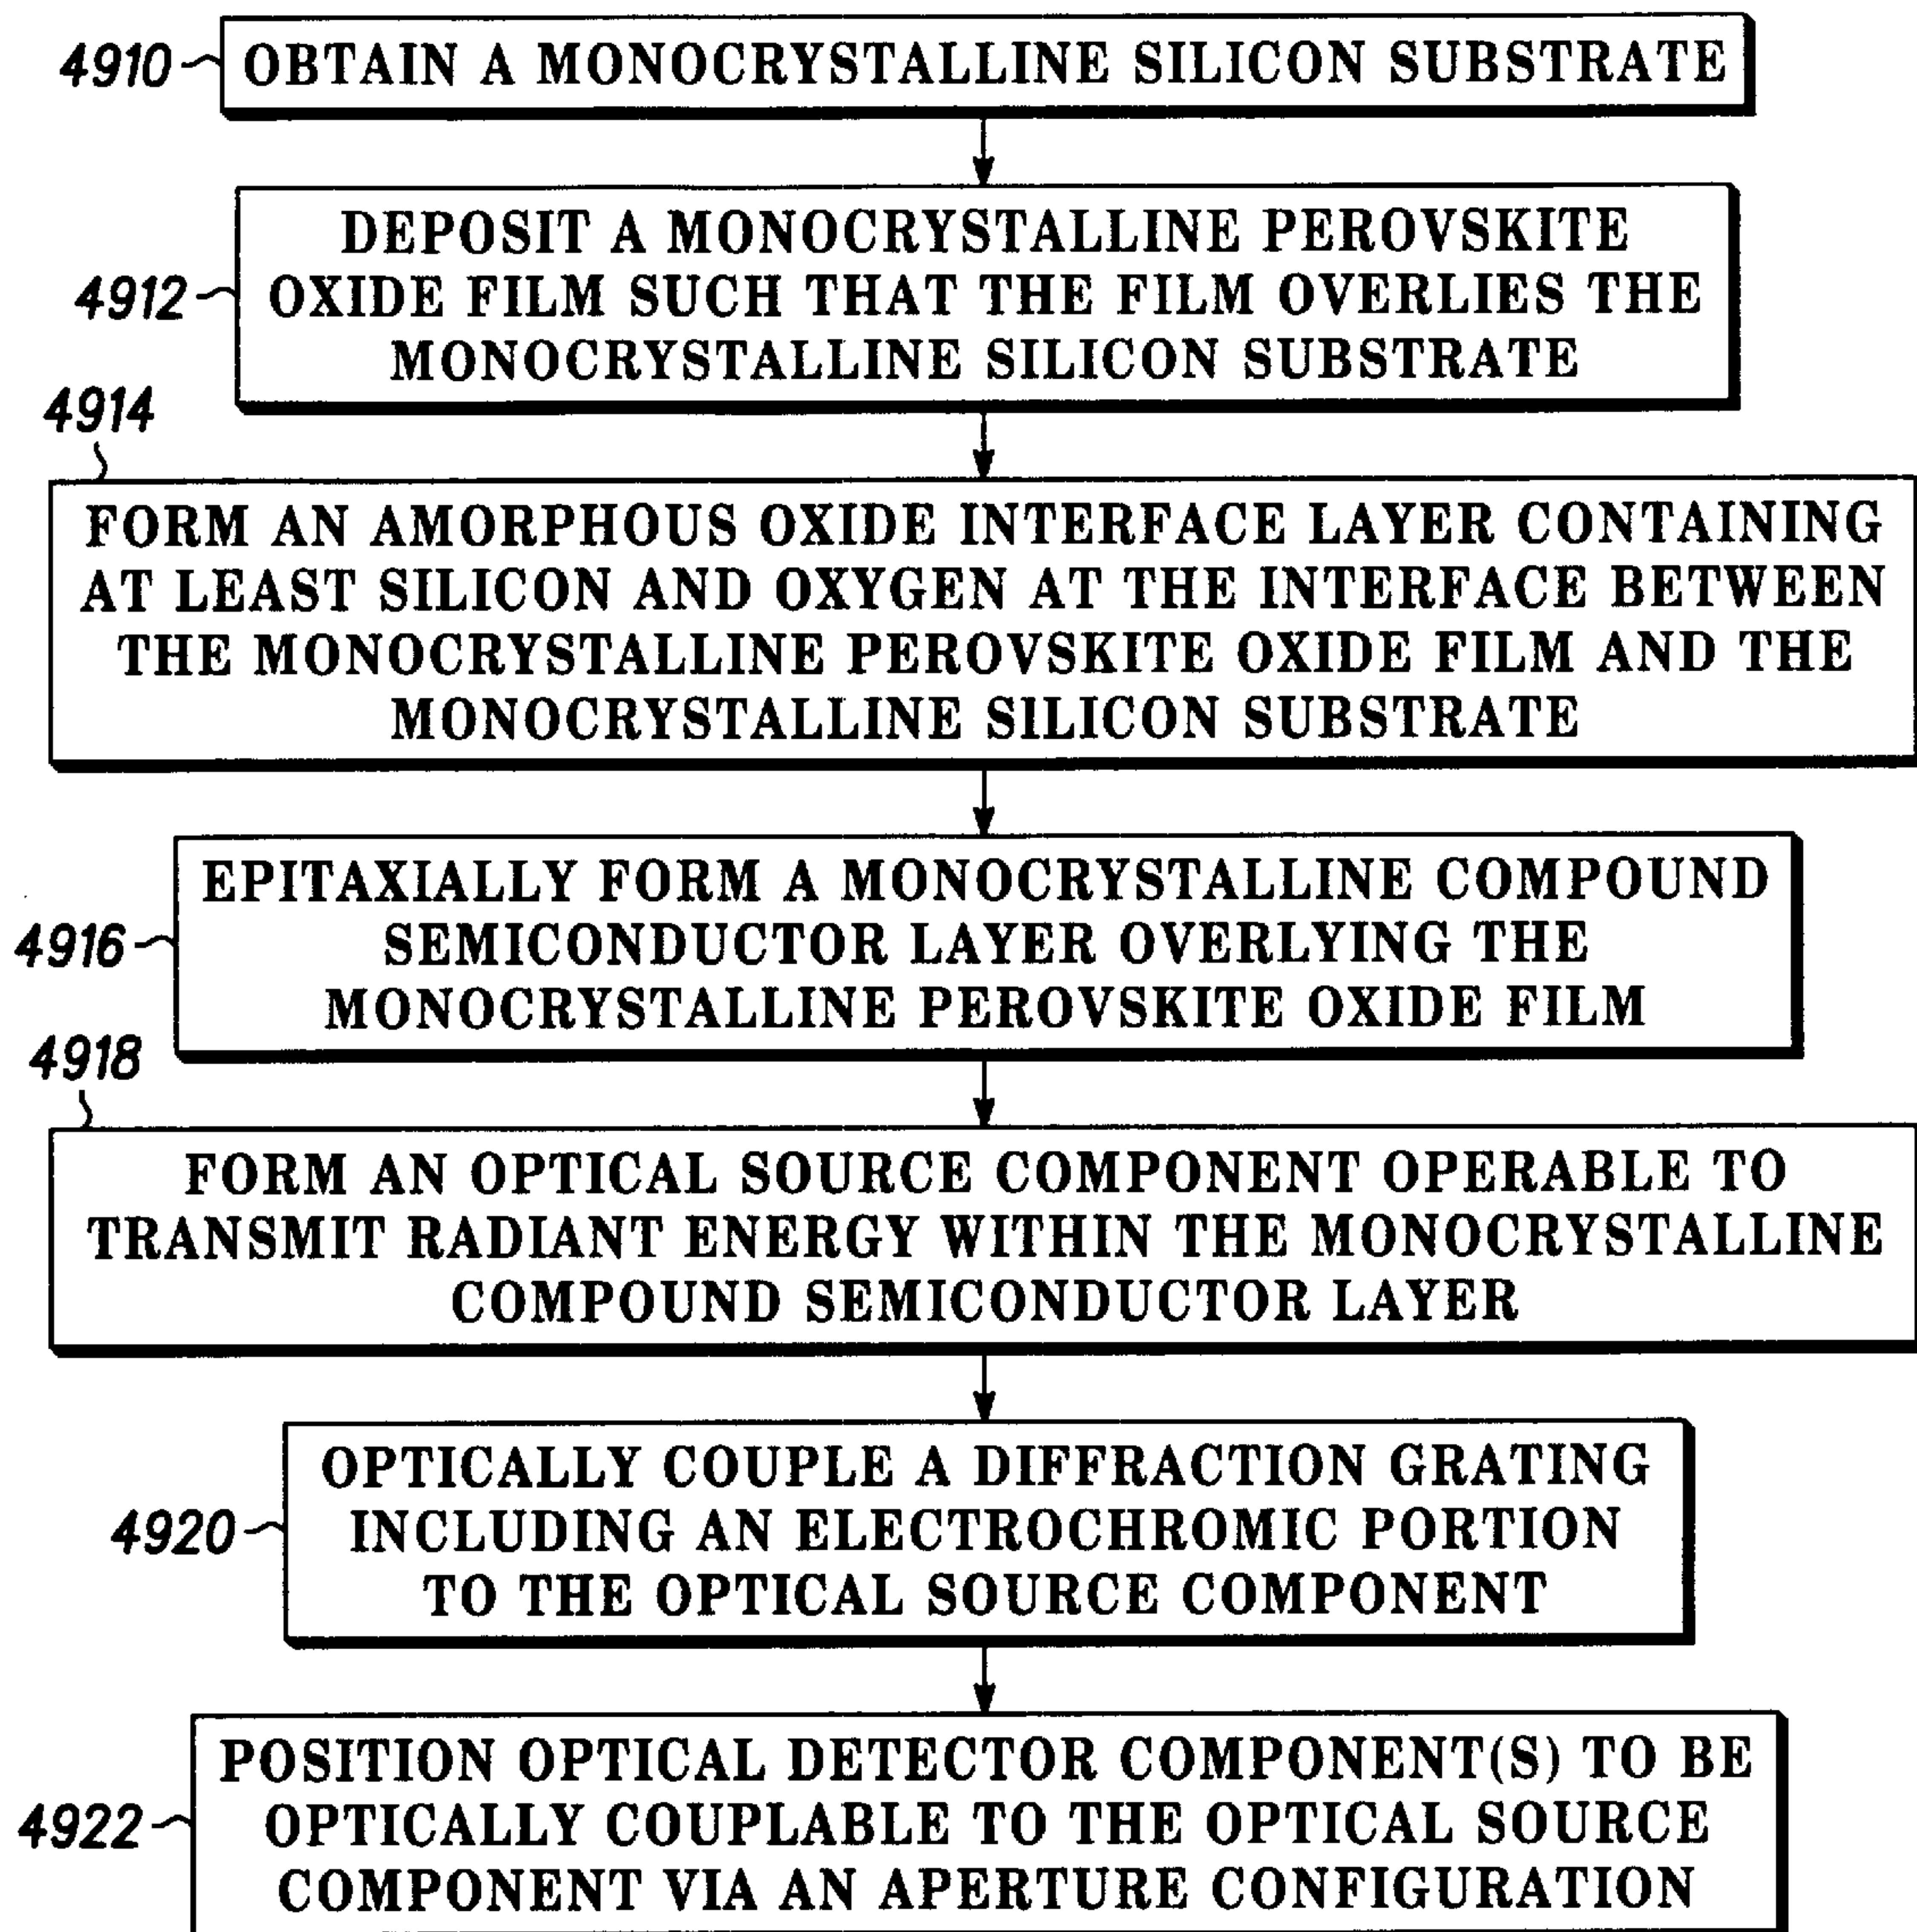 4910
OBTAIN A MONOCRYSTALLINE SILICON SUBSTRATE
4912
DEPOSIT A MONOCRYSTALLINE PEROVSKITE
OXIDE FILM SUCH THAT THE FILM OVERLIES THE
MONOCRYSTALLINE SILICON SUBSTRATE
4914
FORM AN AMORPHOUS OXIDE INTERFACE LAYER CONTAINING
AT LEAST SILICON AND OXYGEN AT THE INTERFACE BETWEEN
THE MONOCRYSTALLINE PEROVSKITE OXIDE FILM AND THE
MONOCRYSTALLINE SILICON SUBSTRATE
4916
EPITAXIALLY FORM A MONOCRYSTALLINE COMPOUND
SEMICONDUCTOR LAYER OVERLYING THE
MONOCRYSTALLINE PEROVSKITE OXIDE FILM
4918
FORM AN OPTICAL SOURCE COMPONENT OPERABLE TO
TRANSMIT RADIANT ENERGY WITHIN THE MONOCRYSTALLINE
COMPOUND SEMICONDUCTOR LAYER
4920
OPTICALLY COUPLE A DIFFRACTION GRATING
INCLUDING AN ELECTROCHROMIC PORTION
TO THE OPTICAL SOURCE COMPONENT
4922
POSITION OPTICAL DETECTOR COMPONENT(S) TO BE
OPTICALLY COUPLABLE TO THE OPTICAL SOURCE
COMPONENT VIA AN APERTURE CONFIGURATION